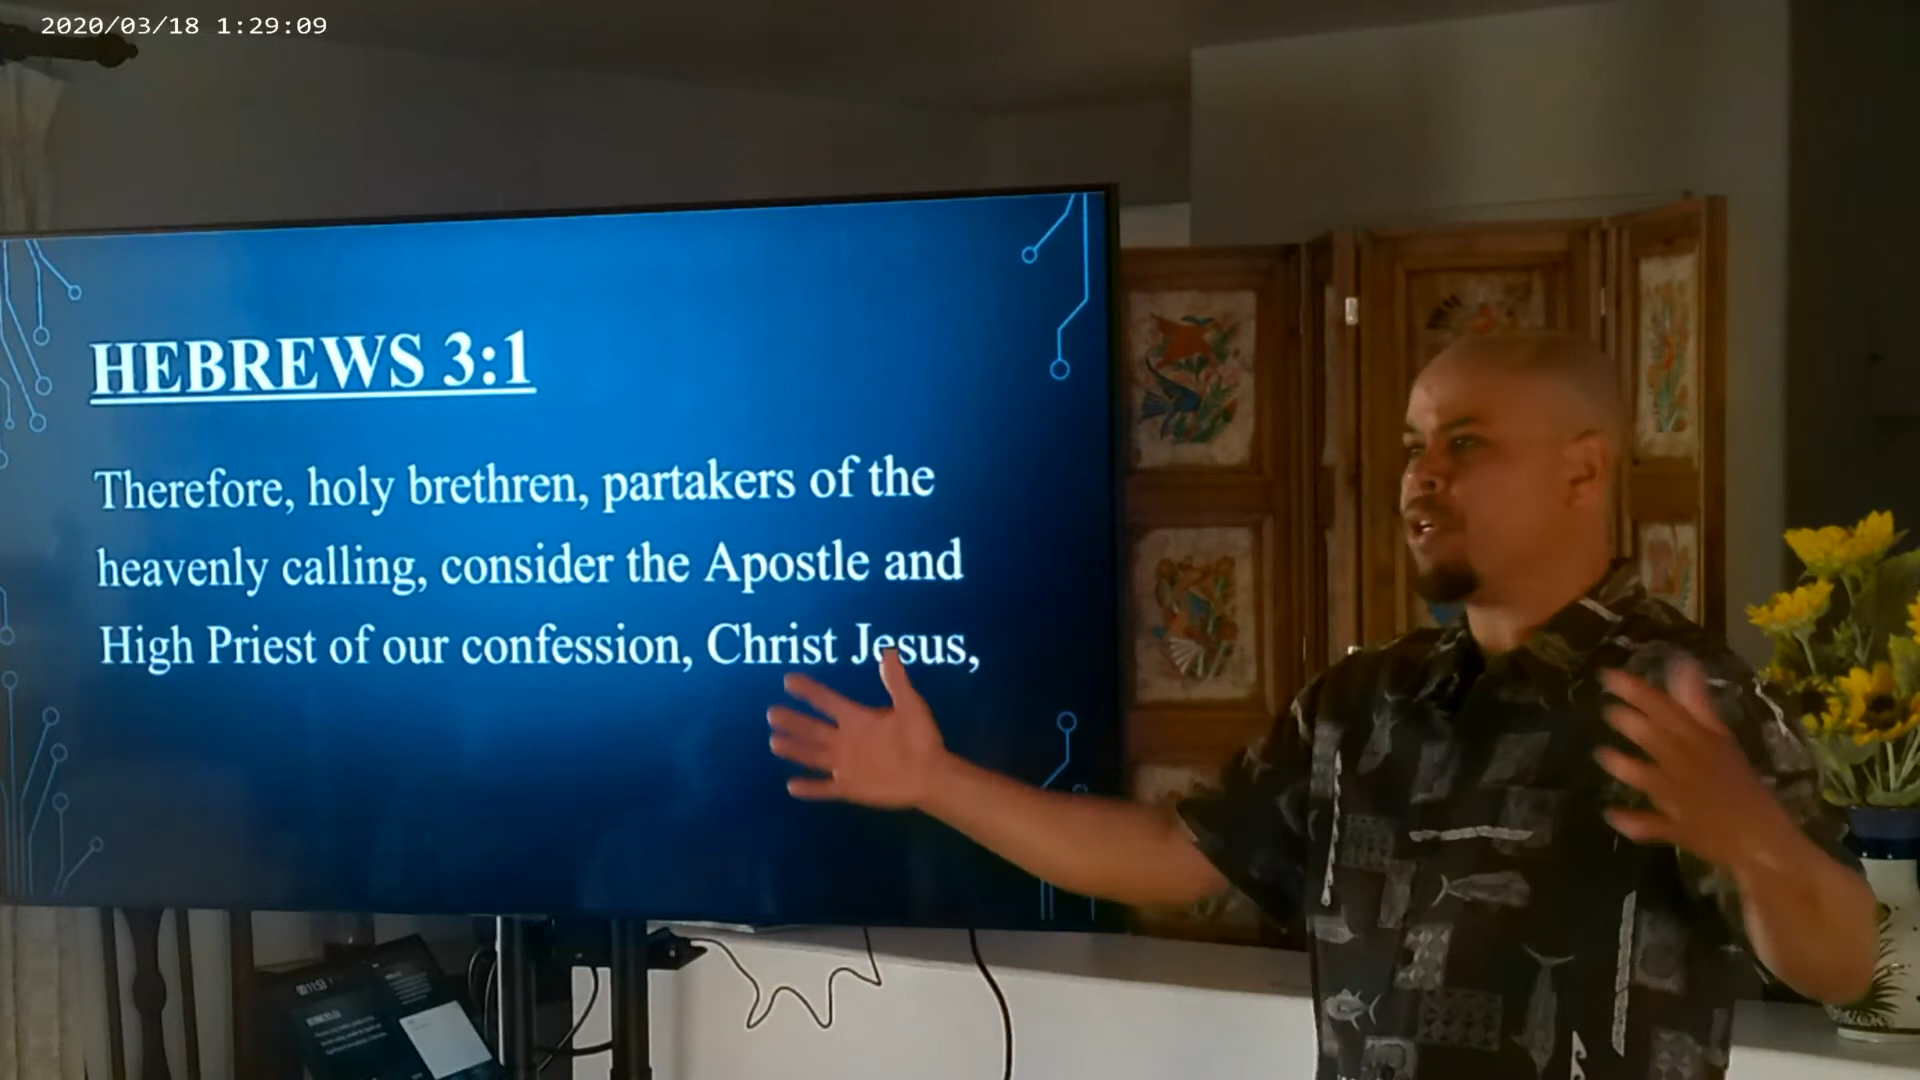 2020/03/18 1:29:09
HEBREWS 3:1
Therefore, holy brethren, partakers of the
heavenly calling, consider the Apostle and
High Priest of our confession, Christ Jesus,